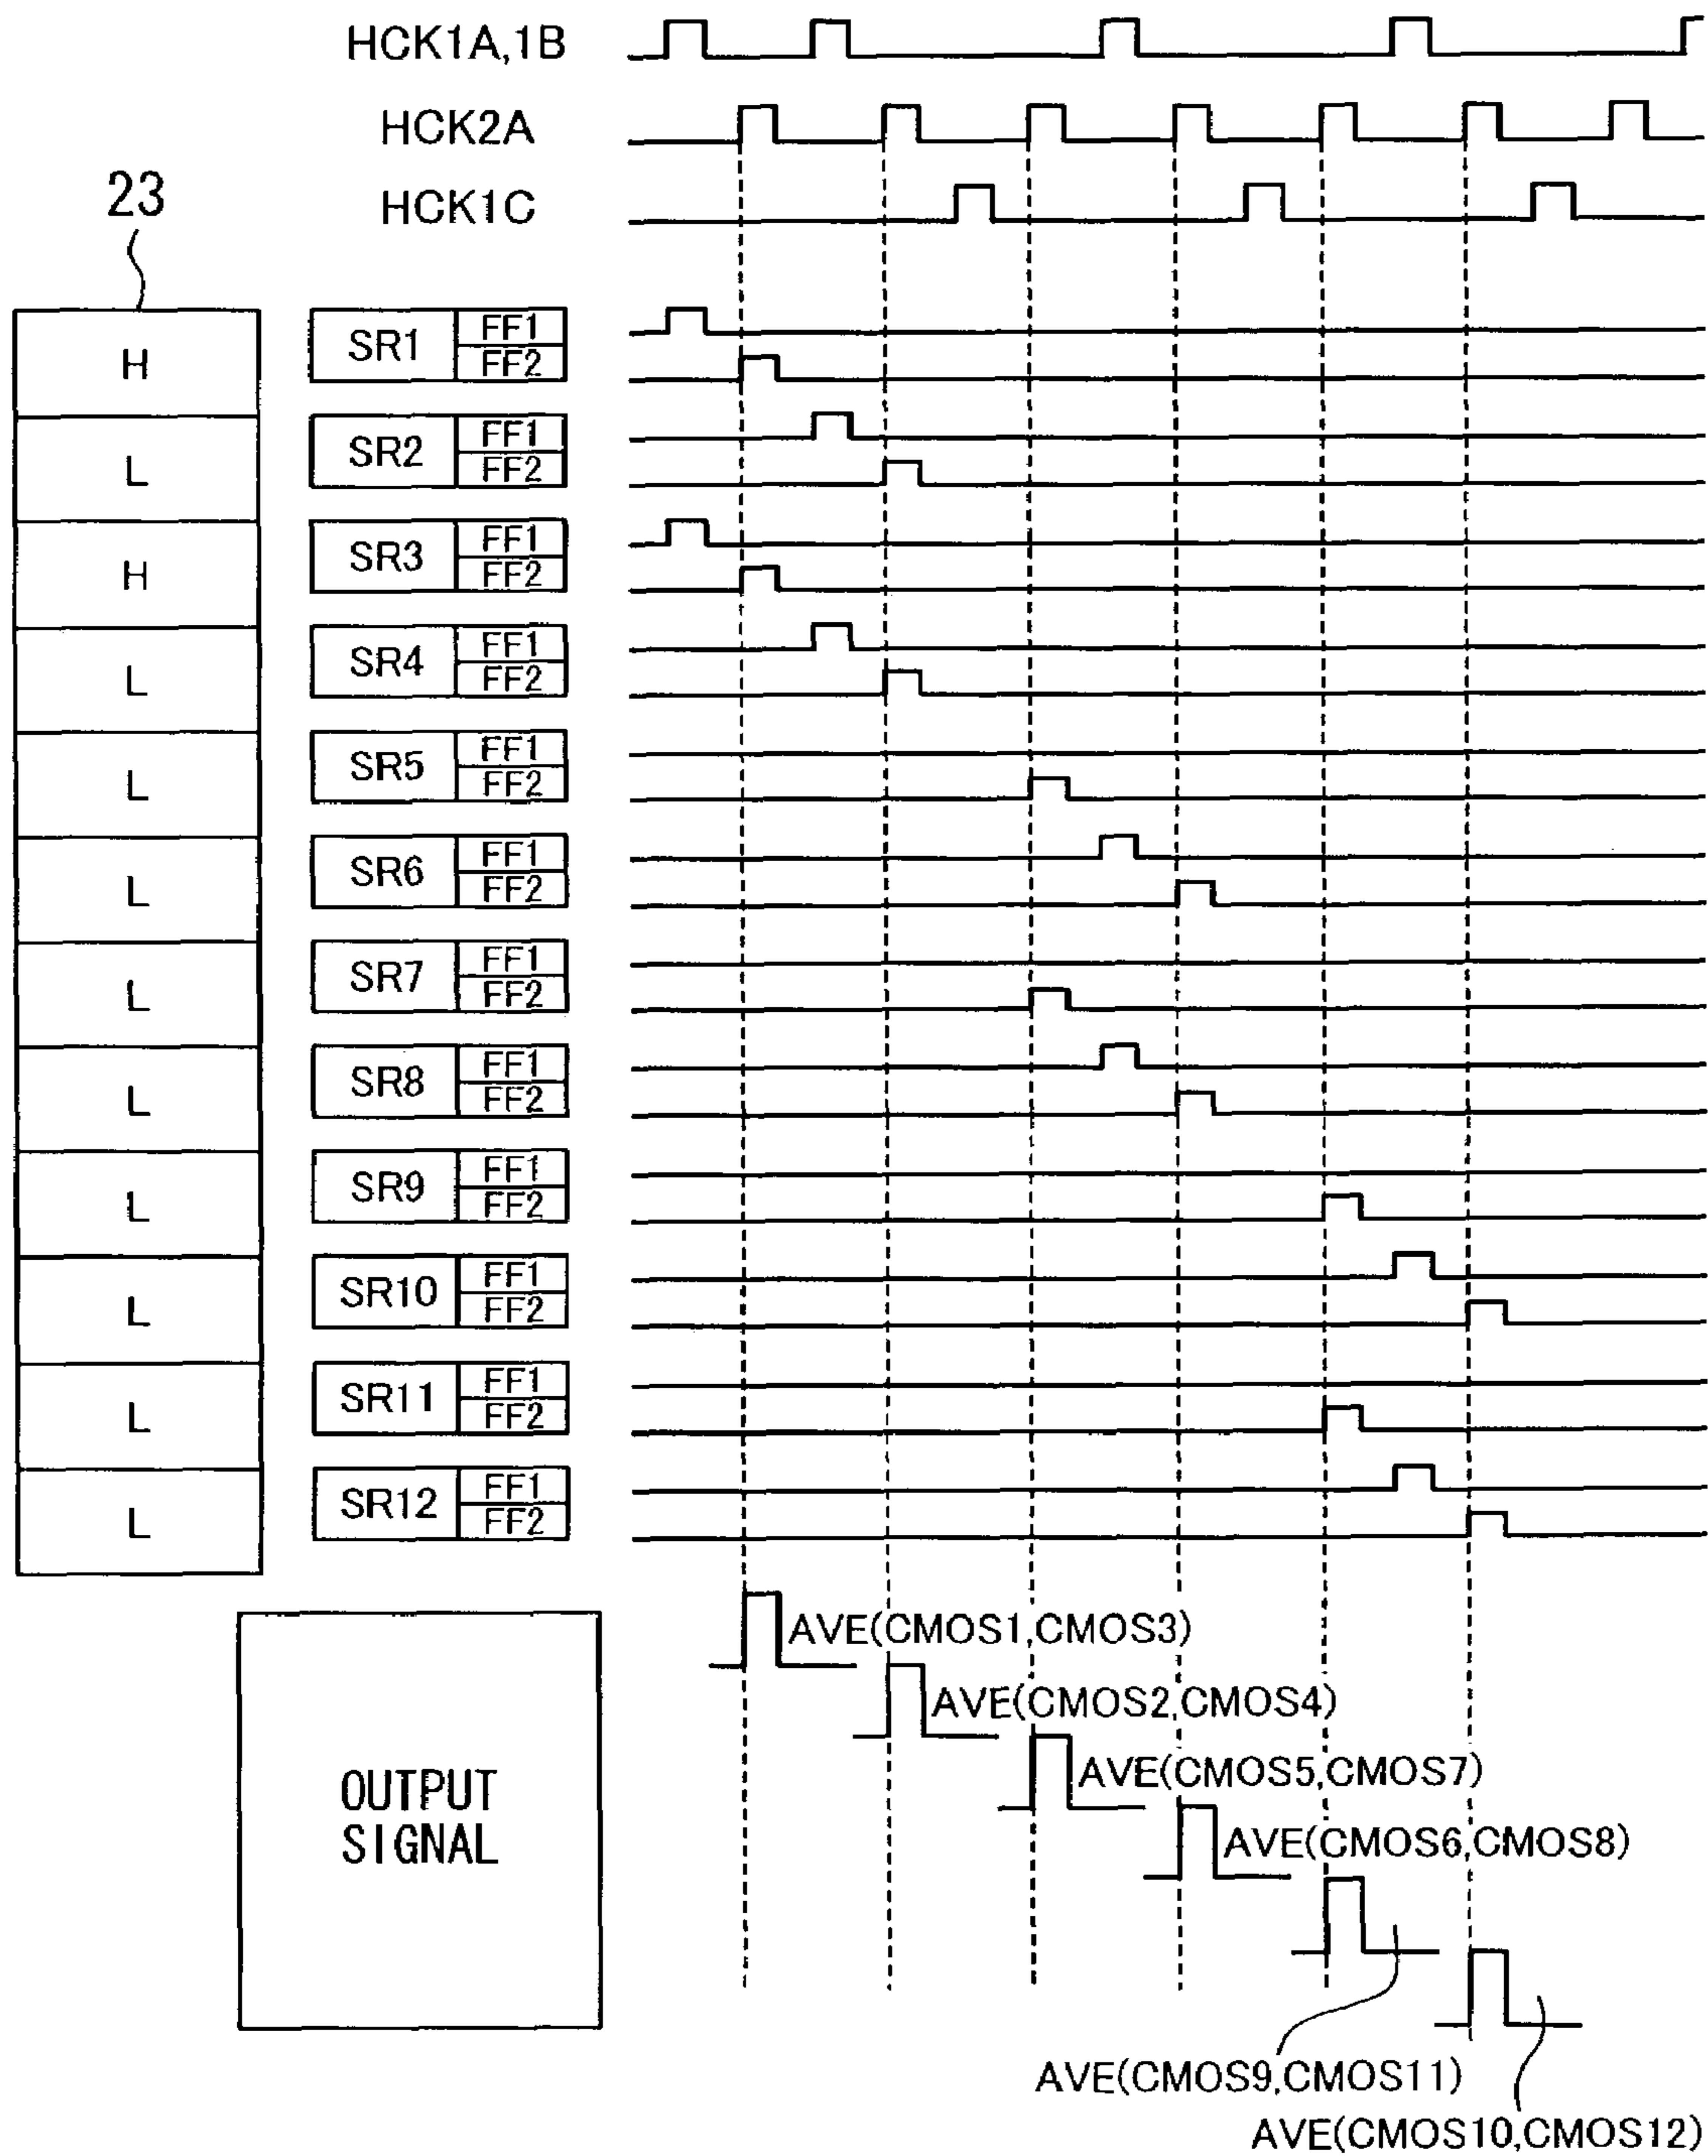 HCK1A,1B
HCK2A
HCK1C
23
H
SR1 FF1
FF2
L
SR2 FF1
FF2
H
SR3 FF1
FF2
L
SR4 FF1
FF2
L
SR5 FF1
FF2
L
SR6 FF1
FF2
L
SR7 FF1
FF2
L
SR8 FF1
FF2
L
SR9 FF1
FF2
L
SR10 FF1
FF2
L
SR11 FF1
FF2
L
SR12 FF1
FF2
OUTPUT
SIGNAL
AVE(CMOS1,CMOS3)
AVE(CMOS2,CMOS4)
AVE(CMOS5,CMOS7)
AVE(CMOS6,CMOS8)
AVE(CMOS9,CMOS11)
AVE(CMOS10,CMOS12)